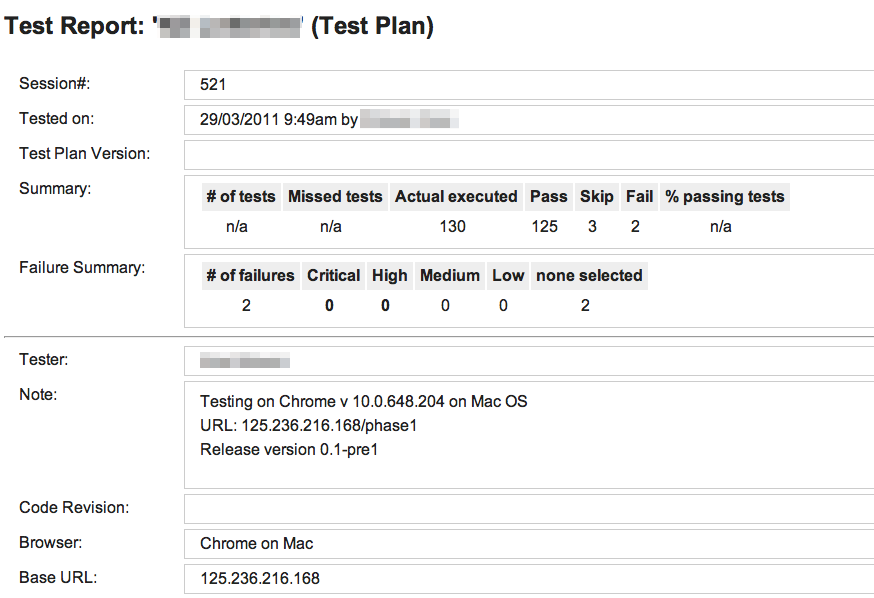 Test Report: ' ' (Test Plan)
Session#: 521
Tested on: 29/03/2011 9:49am by
Test Plan Version:
Summary:
# of tests Missed tests Actual executed Pass Skip Fail % passing tests
n/a n/a 130 125 3 2 n/a
Failure Summary:
# of failures Critical High Medium Low none selected
2 0 0 0 0 2
Tester:
Note:
Testing on Chrome v 10.0.648.204 on Mac OS
URL: 125.236.216.168/phase1
Release version 0.1-pre1
Code Revision:
Browser: Chrome on Mac
Base URL: 125.236.216.168